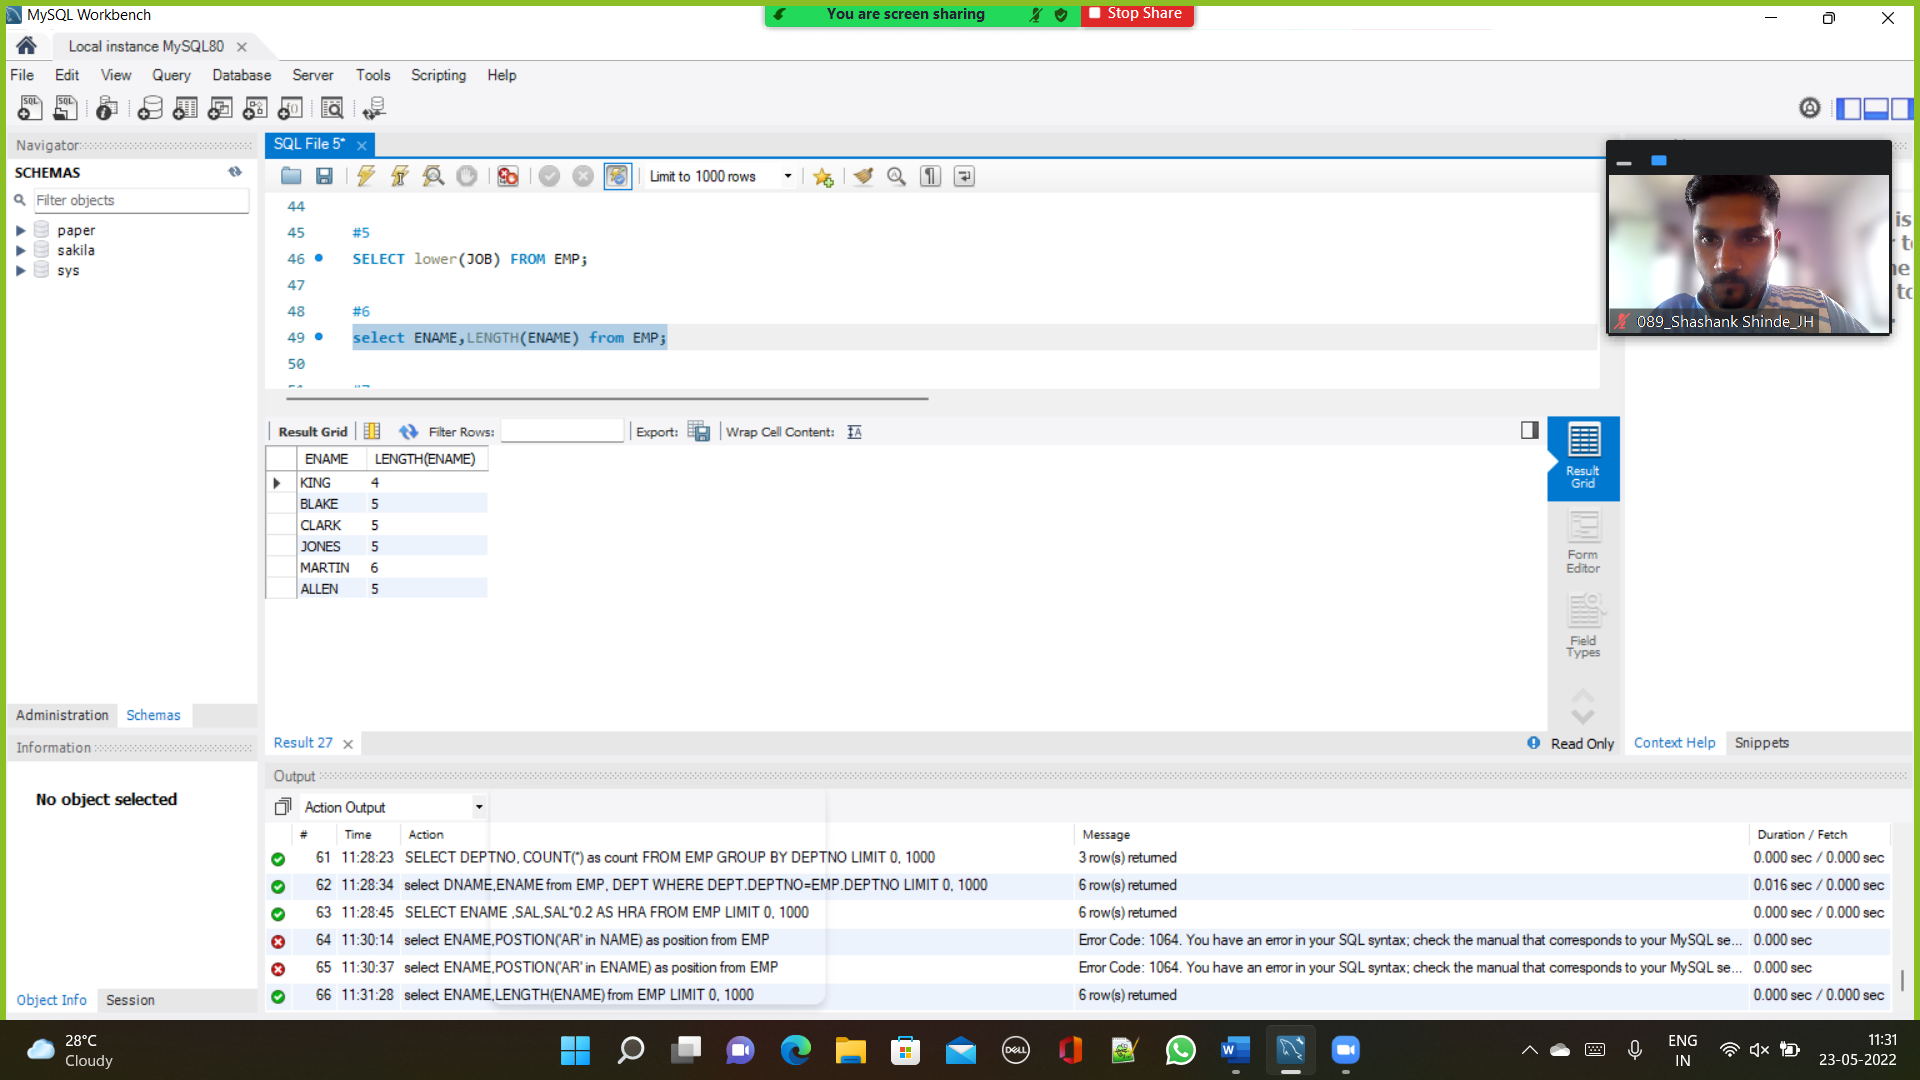 MySQL Workbench
You are screen sharing
Stop Share
Local instance MySQL80
File Edit View Query Database Server Tools Scripting Help
Navigator
SCHEMAS
Filter objects
paper
sakila
sys
SQL File 5*
Limit to 1000 rows
44
45 #5
46 SELECT lower(JOB) FROM EMP;
47
48 #6
49 select ENAME,LENGTH(ENAME) from EMP;
50
089_Shashank Shinde_JH
Result Grid Filter Rows: Export: Wrap Cell Content:
ENAME LENGTH(ENAME)
KING 4
BLAKE 5
CLARK 5
JONES 5
MARTIN 6
ALLEN 5
Result Grid
Form Editor
Field Types
Administration Schemas
Information
No object selected
Object Info Session
Result 27
Read Only
Context Help Snippets
Output
Action Output
# Time Action Message Duration / Fetch
61 11:28:23 SELECT DEPTNO, COUNT(*) as count FROM EMP GROUP BY DEPTNO LIMIT 0, 1000 3 row(s) returned 0.000 sec / 0.000 sec
62 11:28:34 select DNAME,ENAME from EMP, DEPT WHERE DEPT.DEPTNO=EMP.DEPTNO LIMIT 0, 1000 6 row(s) returned 0.016 sec / 0.000 sec
63 11:28:45 SELECT ENAME ,SAL,SAL*0.2 AS HRA FROM EMP LIMIT 0, 1000 6 row(s) returned 0.000 sec / 0.000 sec
64 11:30:14 select ENAME,POSTION('AR' in NAME) as position from EMP Error Code: 1064. You have an error in your SQL syntax; check the manual that corresponds to your MySQL se... 0.000 sec
65 11:30:37 select ENAME,POSTION('AR' in ENAME) as position from EMP Error Code: 1064. You have an error in your SQL syntax; check the manual that corresponds to your MySQL se... 0.000 sec
66 11:31:28 select ENAME,LENGTH(ENAME) from EMP LIMIT 0, 1000 6 row(s) returned 0.000 sec / 0.000 sec
28°C
Cloudy
DELL
ENG
IN
11:31
23-05-2022